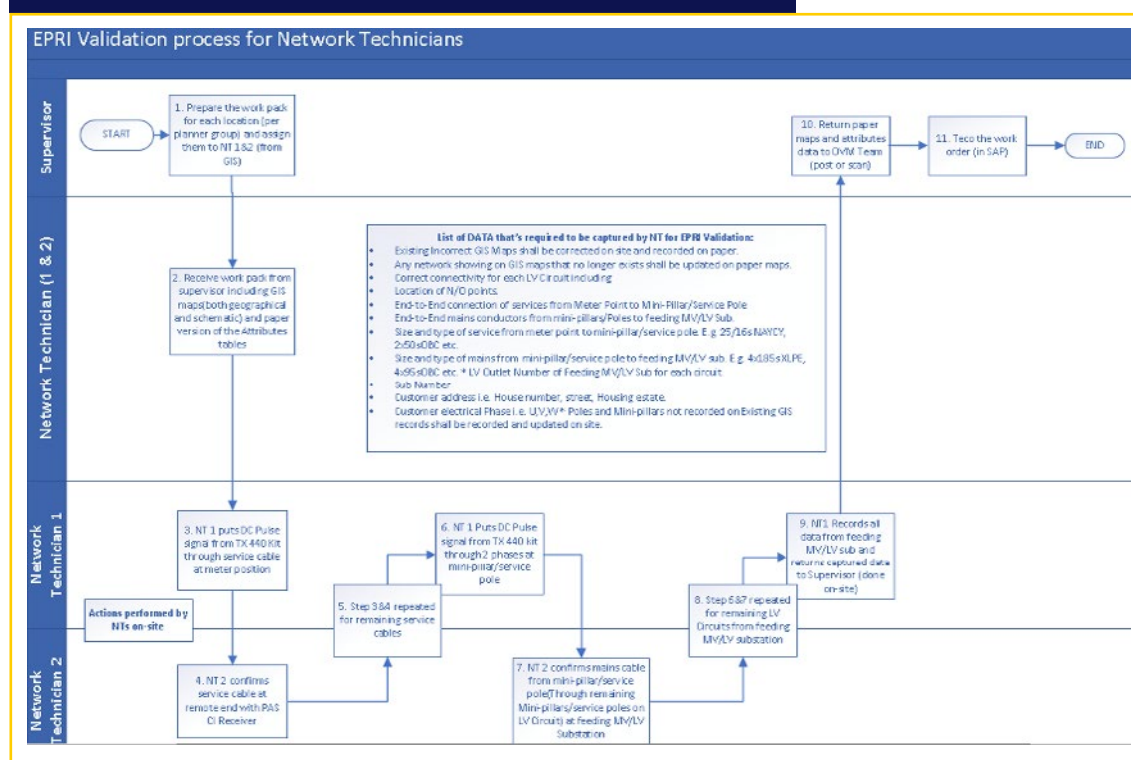 EPRI Validation process for Network Technicians
Supervisor
START
1. Prepare the work pack
for each location (per
planner group) and assign
them to NT 1&2 (from
GIS)
10. Return paper
maps and attributes
data to OVM Team
(post or scan)
11. Teco the work
order (in SAP)
END
Network Technician (1 & 2)
2. Receive work pack from
supervisor including GIS
maps(both geographical
and schematic) and paper
version of the Attributes
tables
List of DATA that's required to be captured by NT for EPRI Validation:
• Existing Incorrect GIS Maps shall be corrected on site and recorded on paper.
• Any network showing on GIS maps that no longer exists shall be updated on paper maps.
• Correct connectivity for each LV Circuit including
• Location of N/O points.
• End-to-End connection of services from Meter Point to Mini-Pillar/Service Pole
• End-to-End mains conductors from mini-pillars/Poles to feeding MV/LV Sub.
• Size and type of service from meter point to mini-pillar/service pole. E.g. 25/16s NAYCY,
2x50sOBC etc.
• Size and type of mains from mini-pillar/service pole to feeding MV/LV sub. E.g. 4x185sXLPE,
4x95sOBC etc. * LV Outlet Number of Feeding MV/LV Sub for each circuit.
• Sub Number
• Customer address i.e. House number, street, Housing estate.
• Customer electrical Phase i.e. U,V,W* Poles and Mini-pillars not recorded on Existing GIS
records shall be recorded and updated on site.
Network
Technician 1
3. NT 1 puts DC Pulse
signal from TX 440 Kit
through service cable
at meter position
6. NT 1 Puts DC Pulse
signal from TX 440 kit
through 2 phases at
mini-pillar/service
pole
9. NT1 Records all
data from feeding
MV/LV sub and
returns captured data
to Supervisor (done
on-site)
5. Step 3&4 repeated
for remaining service
cables
8. Step 6&7 repeated
for remaining LV
Circuits from feeding
MV/LV substation
Actions performed by
NTs on-site
Network
Technician 2
4. NT 2 confirms
service cable at
remote end with PAS
CI Receiver
7. NT 2 confirms mains cable
from mini-pillar/service
pole(Through remaining
Mini-pillars/service poles on
LV Circuit) at feeding MV/LV
Substation